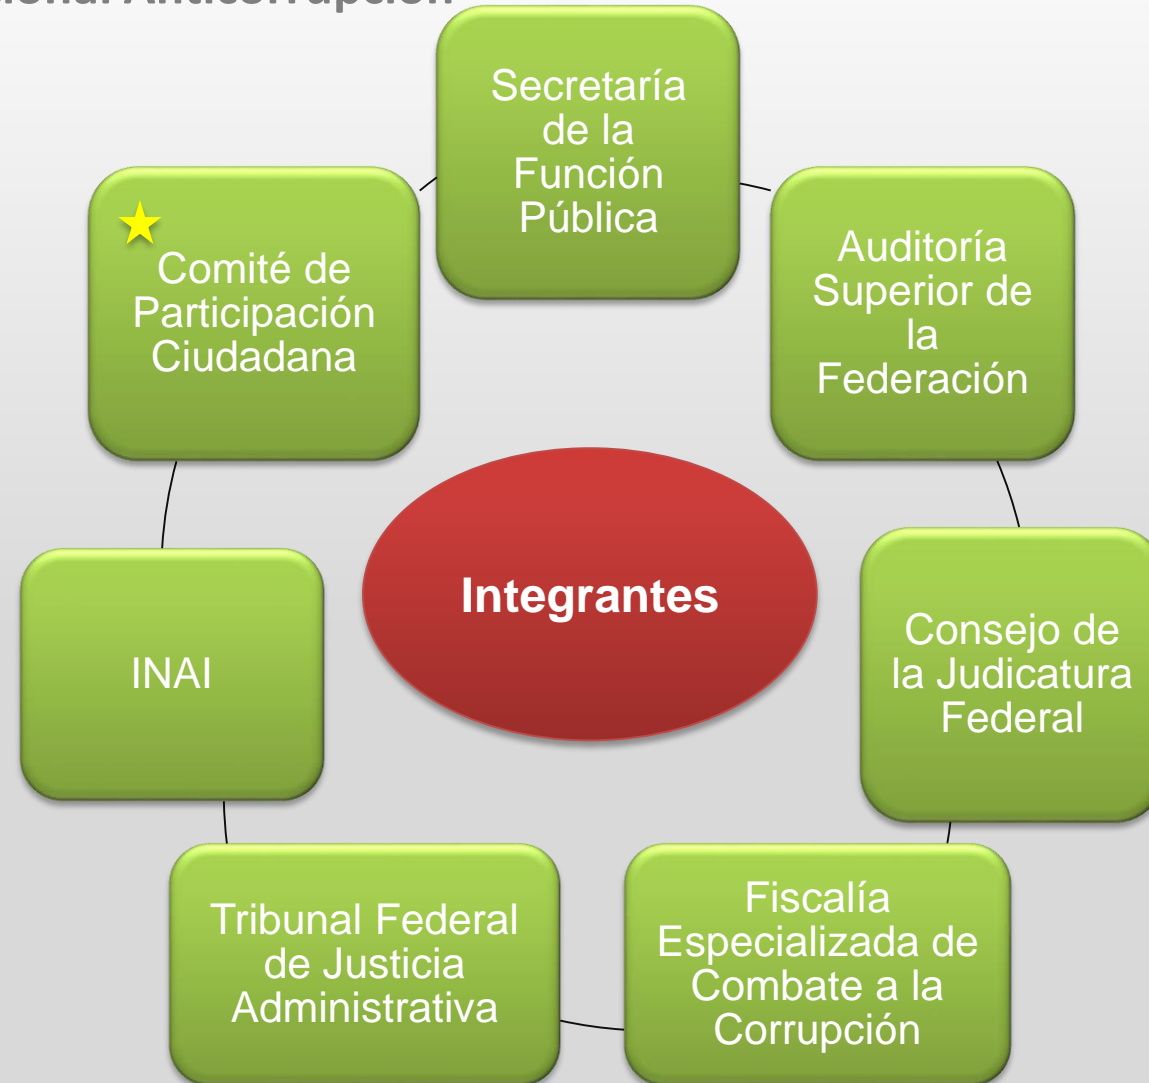 Anticorrupción
Secretaría
de la
Función
Pública
Auditoría
Superior de
la
Federación
Consejo de
la Judicatura
Federal
Fiscalía
Especializada de
Combate a la
Corrupción
Tribunal Federal
de Justicia
Administrativa
INAI
Comité de
Participación
Ciudadana
Integrantes